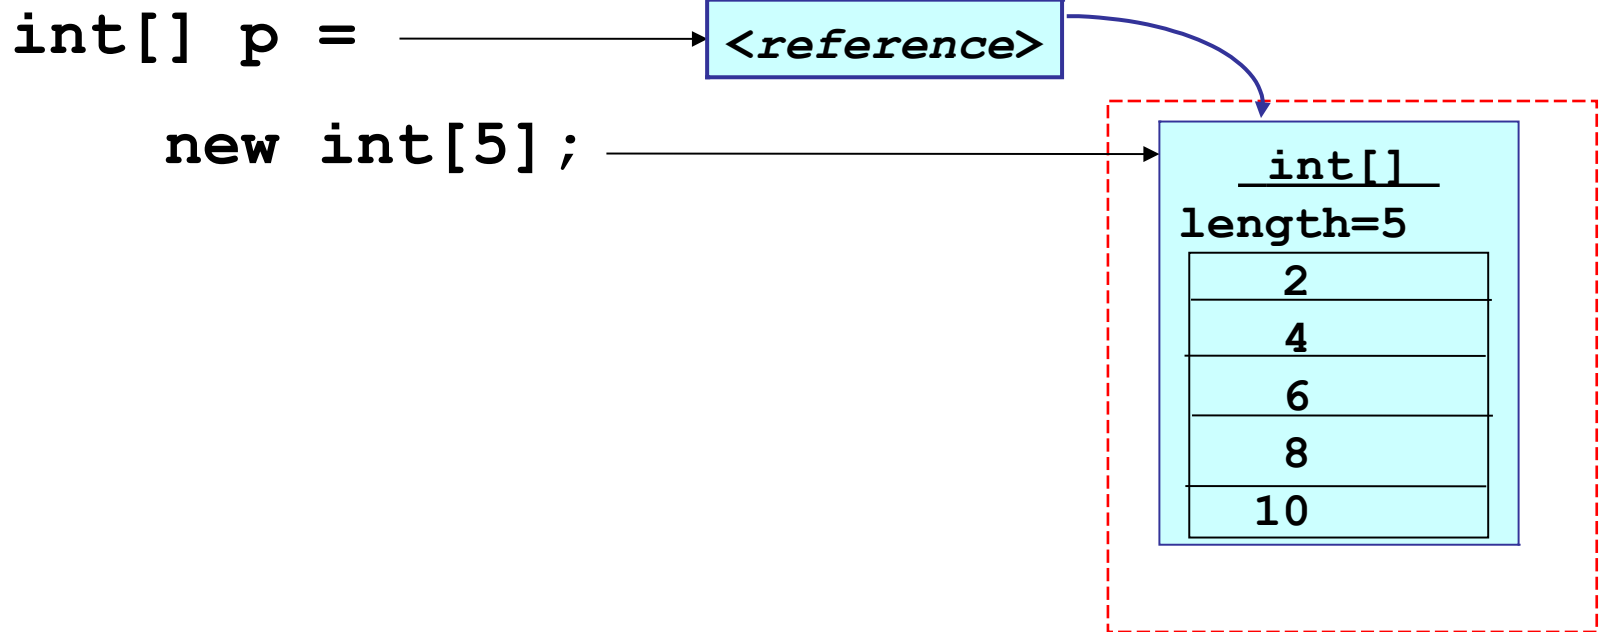 int[] p =
<reference>
new int[5];
int[]
length=5
2
4
6
8
10